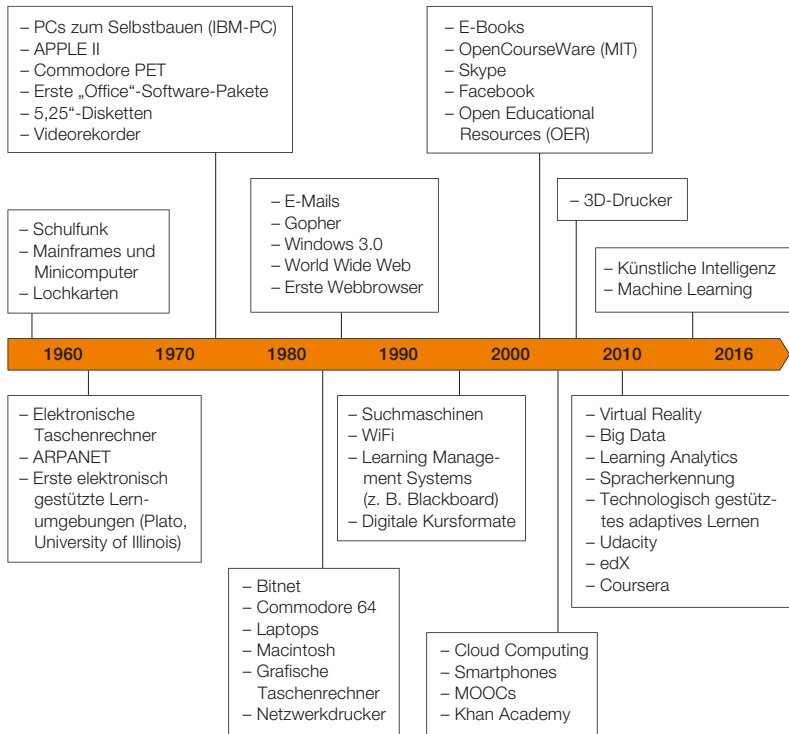 – PCs zum Selbstbauen (IBM-PC)
– APPLE II
– Commodore PET
– Erste „Office“-Software-Pakete
– 5,25“-Disketten
– Videorekorder
– E-Books
– OpenCourseWare (MIT)
– Skype
– Facebook
– Open Educational
Resources (OER)
– Schulfunk
– Mainframes und
Minicomputer
– Lochkarten
– E-Mails
– Gopher
– Windows 3.0
– World Wide Web
– Erste Webbrowser
– 3D-Drucker
– Künstliche Intelligenz
– Machine Learning
1960 1970 1980 1990 2000 2010 2016
– Elektronische
Taschenrechner
– ARPANET
– Erste elektronisch
gestützte Lern-
umgebungen (Plato,
University of Illinois)
– Bitnet
– Commodore 64
– Laptops
– Macintosh
– Grafische
Taschenrechner
– Netzwerkdrucker
– Suchmaschinen
– WiFi
– Learning Manage-
ment Systems
(z. B. Blackboard)
– Digitale Kursformate
– Cloud Computing
– Smartphones
– MOOCs
– Khan Academy
– Virtual Reality
– Big Data
– Learning Analytics
– Spracherkennung
– Technologisch gestütz-
tes adaptives Lernen
– Udacity
– edX
– Coursera